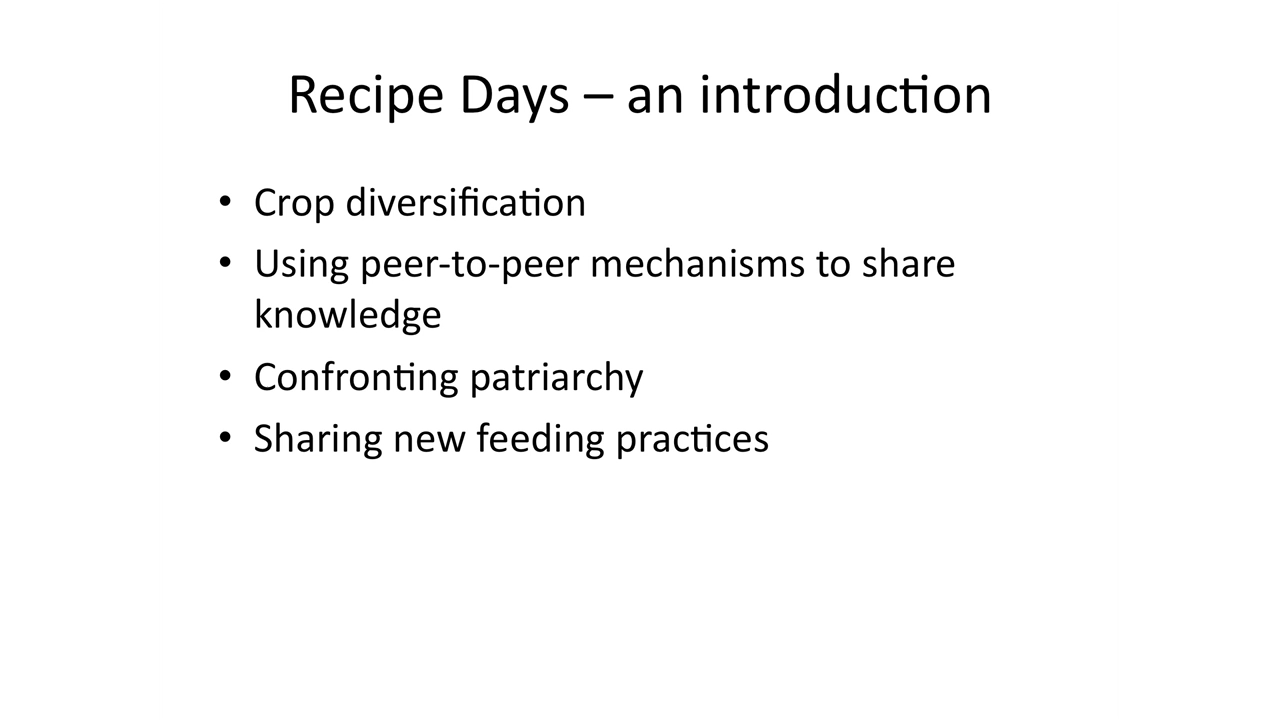 Recipe Days – an introduction
• Crop diversification
• Using peer-to-peer mechanisms to share
knowledge
• Confronting patriarchy
• Sharing new feeding practices